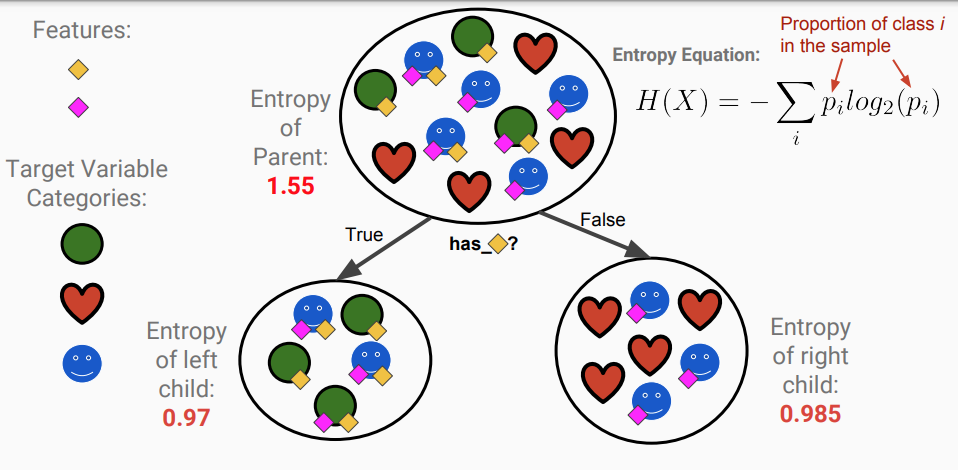 Features:
Target Variable
Categories:
Entropy
of
Parent:
1.55
Entropy Equation:
Proportion of class i
in the sample
H(X) = − ∑ pᵢlog₂(pᵢ)
i
True
has_
?
False
Entropy
of left
child:
0.97
Entropy
of right
child:
0.985